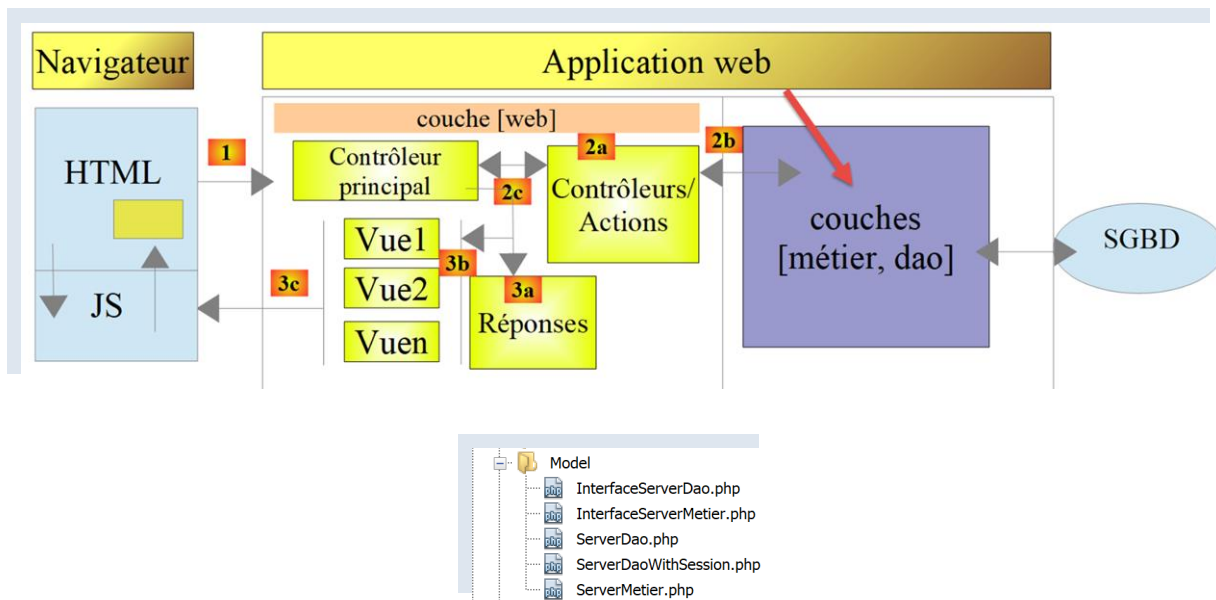 Navigateur
Application web
couche [web]
1
2a
2b
HTML
Contrôleur
principal
2c
Contrôleurs/
Actions
couches
[métier, dao]
SGBD
Vue1
3b
3c
Vue2
3a
JS
Réponses
Vuen
Model
InterfaceServerDao.php
InterfaceServerMetier.php
ServerDao.php
ServerDaoWithSession.php
ServerMetier.php